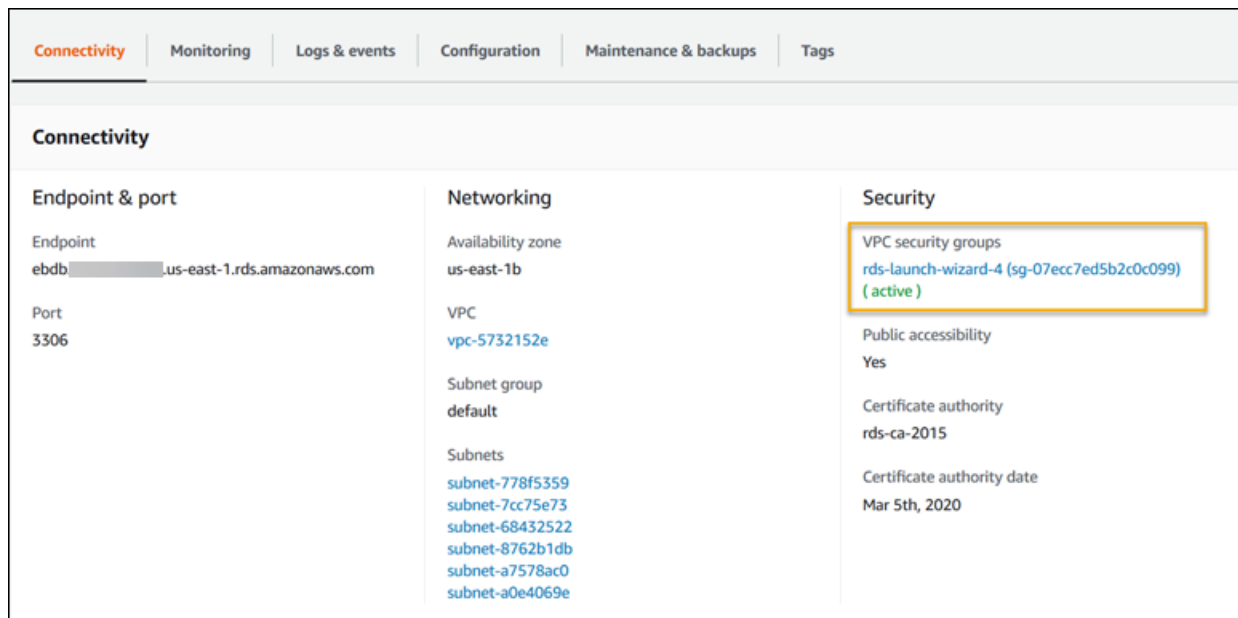 Connectivity
Monitoring
Logs & events
Configuration
Maintenance & backups
Tags
Connectivity
Endpoint & port
Endpoint
ebdb. .us-east-1.rds.amazonaws.com
Port
3306
Networking
Availability zone
us-east-1b
VPC
vpc-5732152e
Subnet group
default
Subnets
subnet-778f5359
subnet-7cc75e73
subnet-68432522
subnet-8762b1db
subnet-a7578ac0
subnet-a0e4069e
Security
VPC security groups
rds-launch-wizard-4 (sg-07ecc7ed5b2c0c099)
( active )
Public accessibility
Yes
Certificate authority
rds-ca-2015
Certificate authority date
Mar 5th, 2020